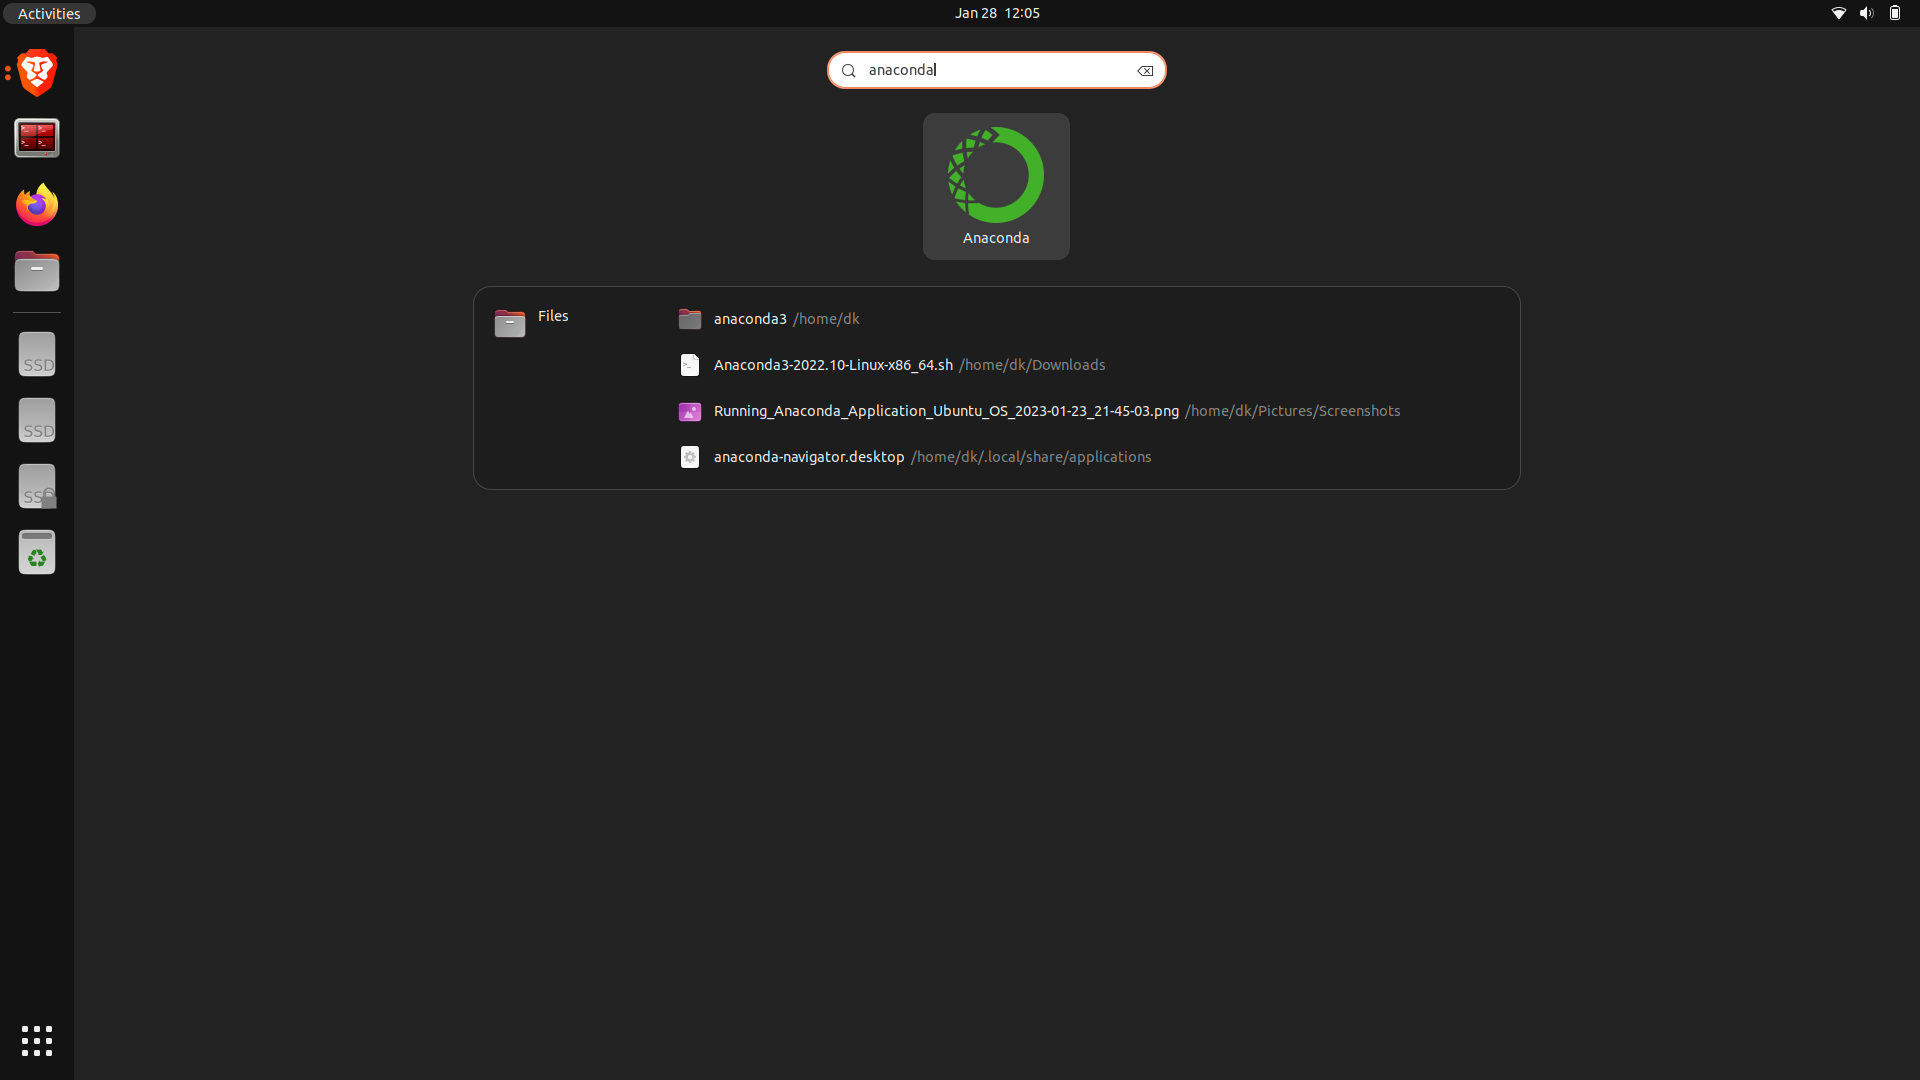 Activities
Jan 28 12:05
anaconda
Anaconda
Files
anaconda3 /home/dk
Anaconda3-2022.10-Linux-x86_64.sh /home/dk/Downloads
Running_Anaconda_Application_Ubuntu_OS_2023-01-23_21-45-03.png /home/dk/Pictures/Screenshots
anaconda-navigator.desktop /home/dk/.local/share/applications
SSD
SSD
SSD